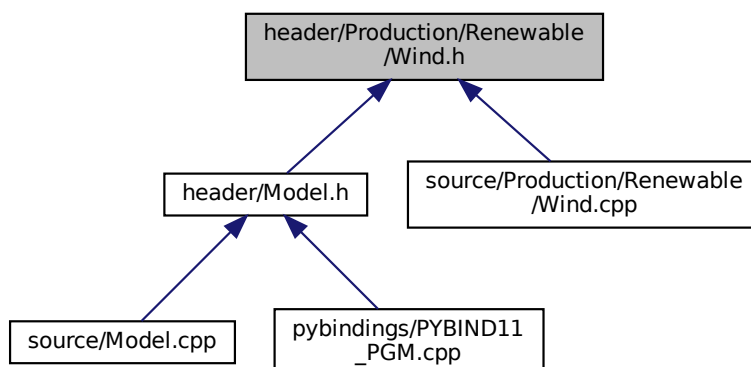 header/Production/Renewable
/Wind.h
header/Model.h
source/Production/Renewable
/Wind.cpp
source/Model.cpp
pybindings/PYBIND11
_PGM.cpp